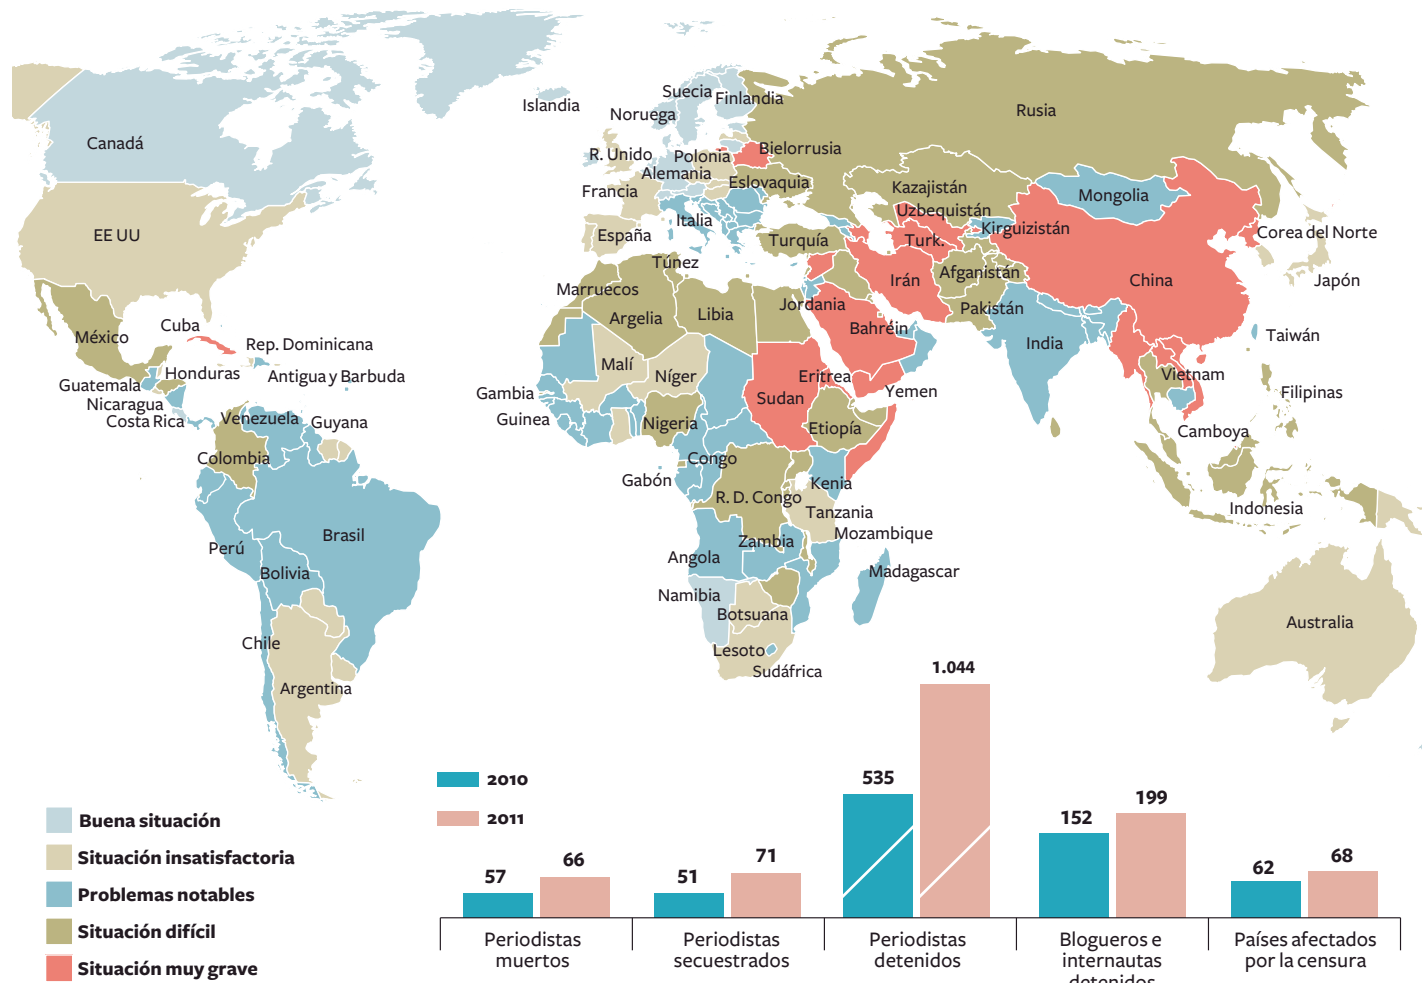 Suecia
Finlandia
Islandia
Noruega
Rusia
Canadá
R. Unido
Polonia
Bielorrusia
Alemania
Eslovaquia
Francia
Kazajistán
Mongolia
Uzbequistán
Italia
Kirguizistán
EE UU
España
Turquía
Turk.
Corea del Norte
Túnez
Afganistán
Irán
China
Japón
Marruecos
Jordania
Pakistán
Argelia
Libia
Cuba
México
Bahréin
Taiwán
India
Rep. Dominicana
Malí
Honduras
Níger
Eritrea
Vietnam
Guatemala
Antigua y Barbuda
Gambia
Yemen
Filipinas
Nicaragua
Sudan
Costa Rica
Venezuela
Guyana
Guinea
Nigeria
Etiopía
Camboya
Colombia
Congo
Gabón
Kenia
R. D. Congo
Indonesia
Tanzania
Brasil
Mozambique
Zambia
Perú
Angola
Bolivia
Madagascar
Namibia
Botsuana
Australia
Chile
Lesoto
Sudáfrica
Argentina
Buena situación
Situación insatisfactoria
Problemas notables
Situación difícil
Situación muy grave
2010
2011
57
66
51
71
535
1.044
152
199
62
68
Periodistas
muertos
Periodistas
secuestrados
Periodistas
detenidos
Blogueros e
internautas
detenidos
Países afectados
por la censura